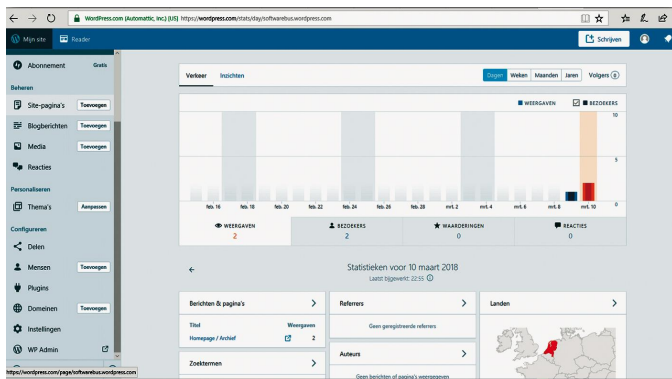 WordPress.com (Automattic, Inc.) [US] https://wordpress.com/stats/day/softwarebus.wordpress.com
Mijn site Reader Schrijven
Abonnement Gratis
Beheren
Site-pagina's Toevoegen
Blogberichten Toevoegen
Media Toevoegen
Reacties
Personaliseren
Thema's Aanpassen
Configureren
Delen
Mensen Toevoegen
Plugins
Domeinen Toevoegen
Instellingen
WP Admin
https://wordpress.com/page/softwarebus.wordpress.com
Verkeer Inzichten Dagen Weken Maanden Jaren Volgers 0
WEERGAVEN BEZOEKERS
10
5
0
feb. 16 feb. 18 feb. 20 feb. 22 feb. 24 feb. 26 feb. 28 mrt. 2 mrt. 4 mrt. 6 mrt. 8 mrt. 10
WEERGAVEN BEZOEKERS WAARDERINGEN REACTIES
2 2 0 0
Statistieken voor 10 maart 2018
Laatst bijgewerkt: 22:55
Berichten & pagina's Referrers Landen
Titel Weergaven
Homepage / Archief 2
Geen geregistreerde referrers
Zoektermen
Auteurs
Geen berichten of pagina's weergegeven